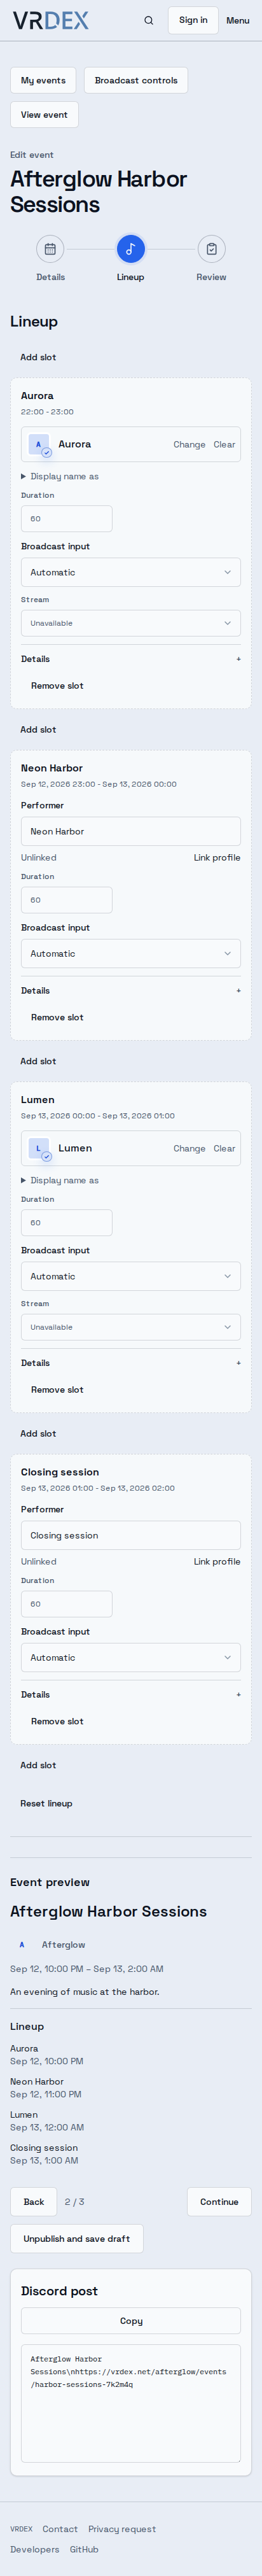 VRDEX
Sign in
Menu
My events
Broadcast controls
View event
Edit event
Afterglow Harbor
Sessions
Details
Lineup
Review
Lineup
Add slot
Aurora
22:00 - 23:00
A
Aurora
Change
Clear
Display name as
Duration
60
Broadcast input
Automatic
Stream
Unavailable
Details
+
Remove slot
Add slot
Neon Harbor
Sep 12, 2026 23:00 - Sep 13, 2026 00:00
Performer
Neon Harbor
Unlinked
Link profile
Duration
60
Broadcast input
Automatic
Details
+
Remove slot
Add slot
Lumen
Sep 13, 2026 00:00 - Sep 13, 2026 01:00
L
Lumen
Change
Clear
Display name as
Duration
60
Broadcast input
Automatic
Stream
Unavailable
Details
+
Remove slot
Add slot
Closing session
Sep 13, 2026 01:00 - Sep 13, 2026 02:00
Performer
Closing session
Unlinked
Link profile
Duration
60
Broadcast input
Automatic
Details
+
Remove slot
Add slot
Reset lineup
Event preview
Afterglow Harbor Sessions
A
Afterglow
Sep 12, 10:00 PM – Sep 13, 2:00 AM
An evening of music at the harbor.
Lineup
Aurora
Sep 12, 10:00 PM
Neon Harbor
Sep 12, 11:00 PM
Lumen
Sep 13, 12:00 AM
Closing session
Sep 13, 1:00 AM
Back
2 / 3
Continue
Unpublish and save draft
Discord post
Copy
Afterglow Harbor
Sessions\nhttps://vrdex.net/afterglow/events
/harbor-sessions-7k2m4q
VRDEX
Contact
Privacy request
Developers
GitHub